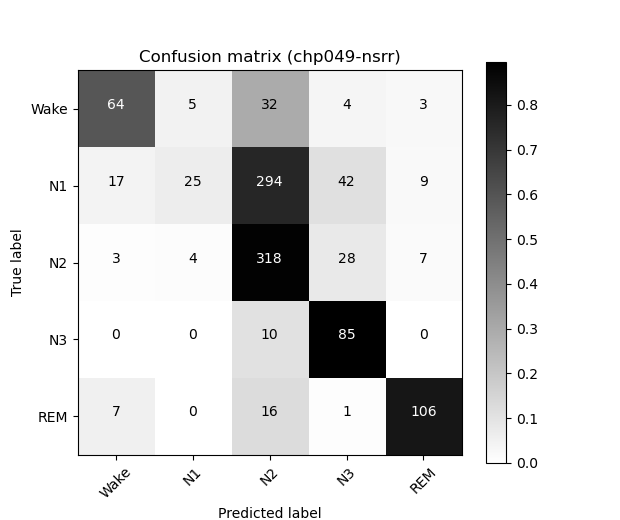 Confusion matrix (chp049-nsrr)
Wake 64 5 32 4 3
N1 17 25 294 42 9
N2 3 4 318 28 7
N3 0 0 10 85 0
REM 7 0 16 1 106
Wake N1 N2 N3 REM
True label
Predicted label
0.8
0.7
0.6
0.5
0.4
0.3
0.2
0.1
0.0